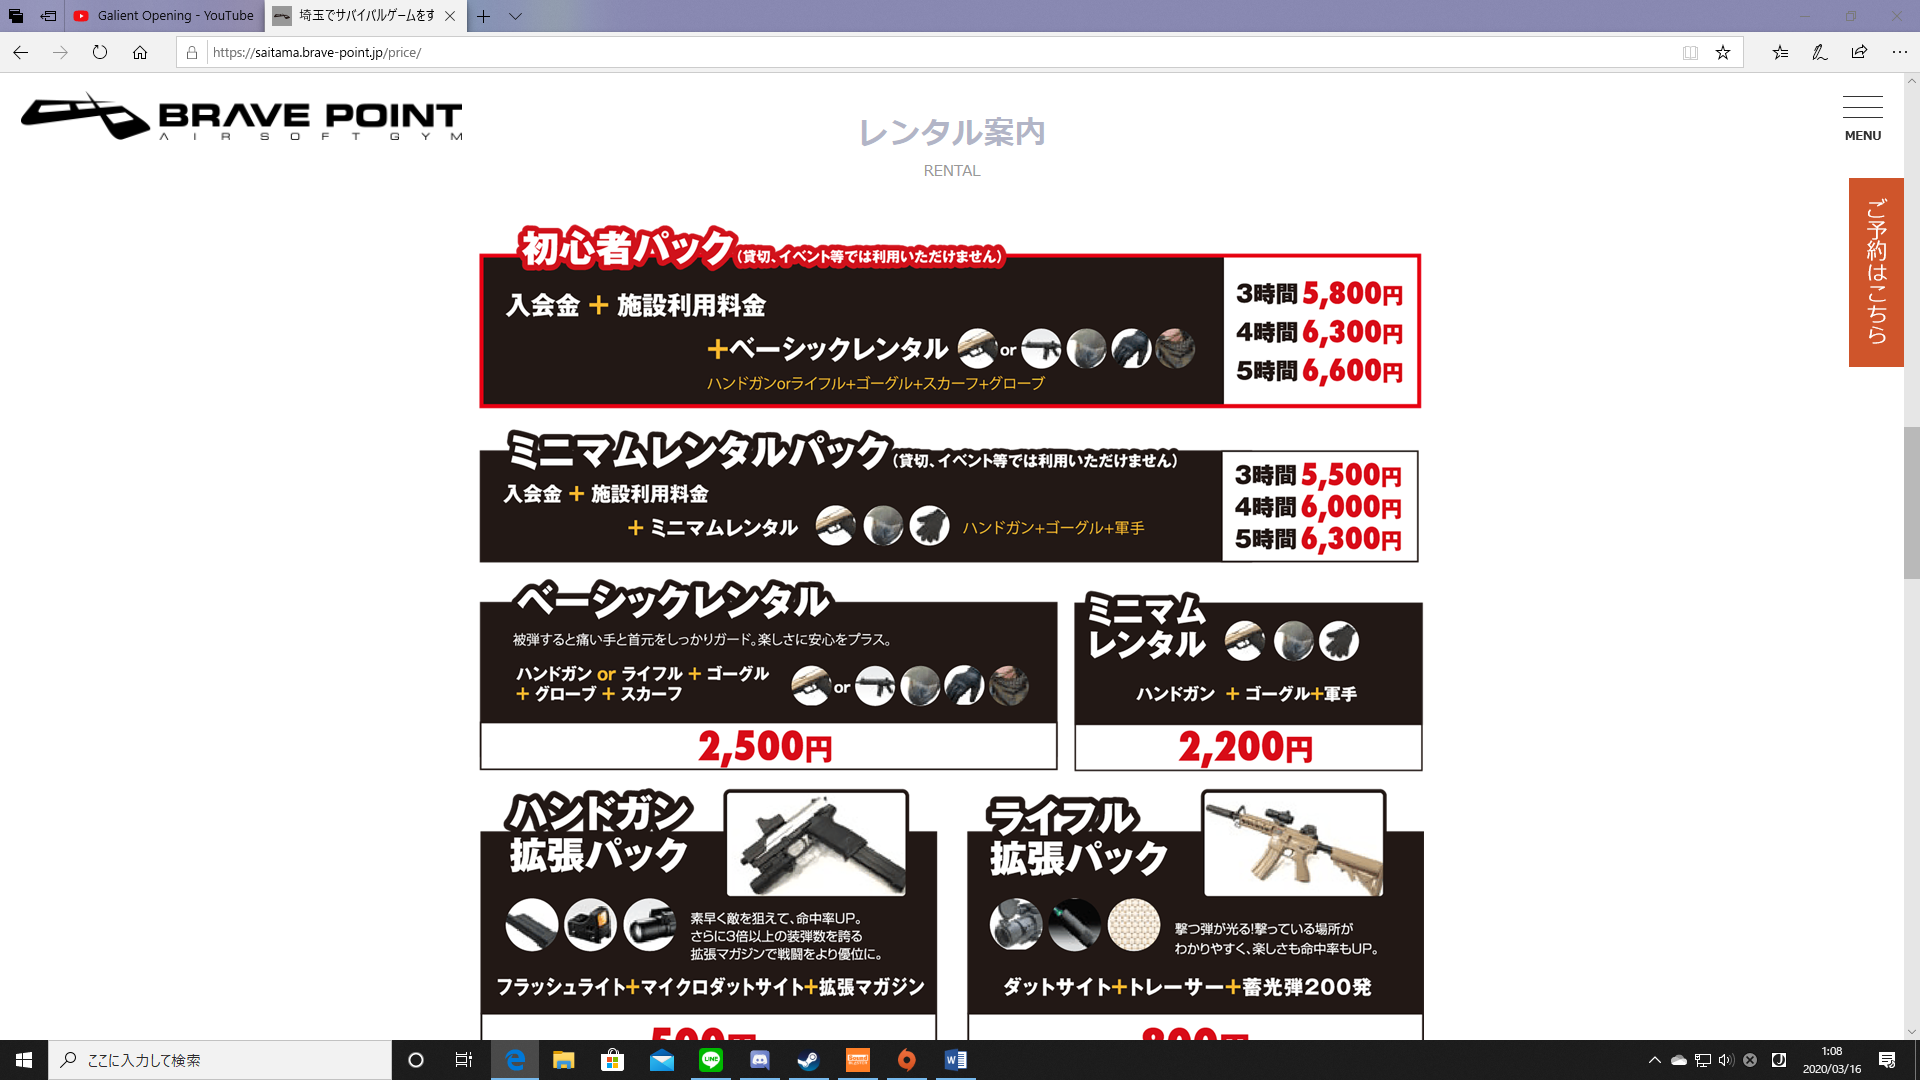 Galient Opening - YouTube
埼玉でサバイバルゲームをす
https://saitama.brave-point.jp/price/
BRAVE POINT
AIRSOFT GYM
MENU
レンタル案内
RENTAL
ご予約はこちら
初心者パック(貸切、イベント等では利用いただけません)
入会金 + 施設利用料金
+ベーシックレンタル or
ハンドガンorライフル+ゴーグル+スカーフ+グローブ
3時間 5,800円
4時間 6,300円
5時間 6,600円
ミニマムレンタルパック(貸切、イベント等では利用いただけません)
入会金 + 施設利用料金
+ ミニマムレンタル ハンドガン+ゴーグル+軍手
3時間 5,500円
4時間 6,000円
5時間 6,300円
ベーシックレンタル
被弾すると痛い手と首元をしっかりガード。楽しさに安心をプラス。
ハンドガン or ライフル + ゴーグル
+ グローブ + スカーフ
or
2,500円
ミニマム
レンタル
ハンドガン + ゴーグル+軍手
2,200円
ハンドガン
拡張パック
素早く敵を狙えて、命中率UP。
さらに3倍以上の装弾数を誇る
拡張マガジンで戦闘をより優位に。
フラッシュライト+マイクロダットサイト+拡張マガジン
500円
ライフル
拡張パック
撃つ弾が光る!撃っている場所が
わかりやすく、楽しさも命中率もUP。
ダットサイト+トレーサー+蓄光弾200発
800円
ここに入力して検索
1:08
2020/03/16